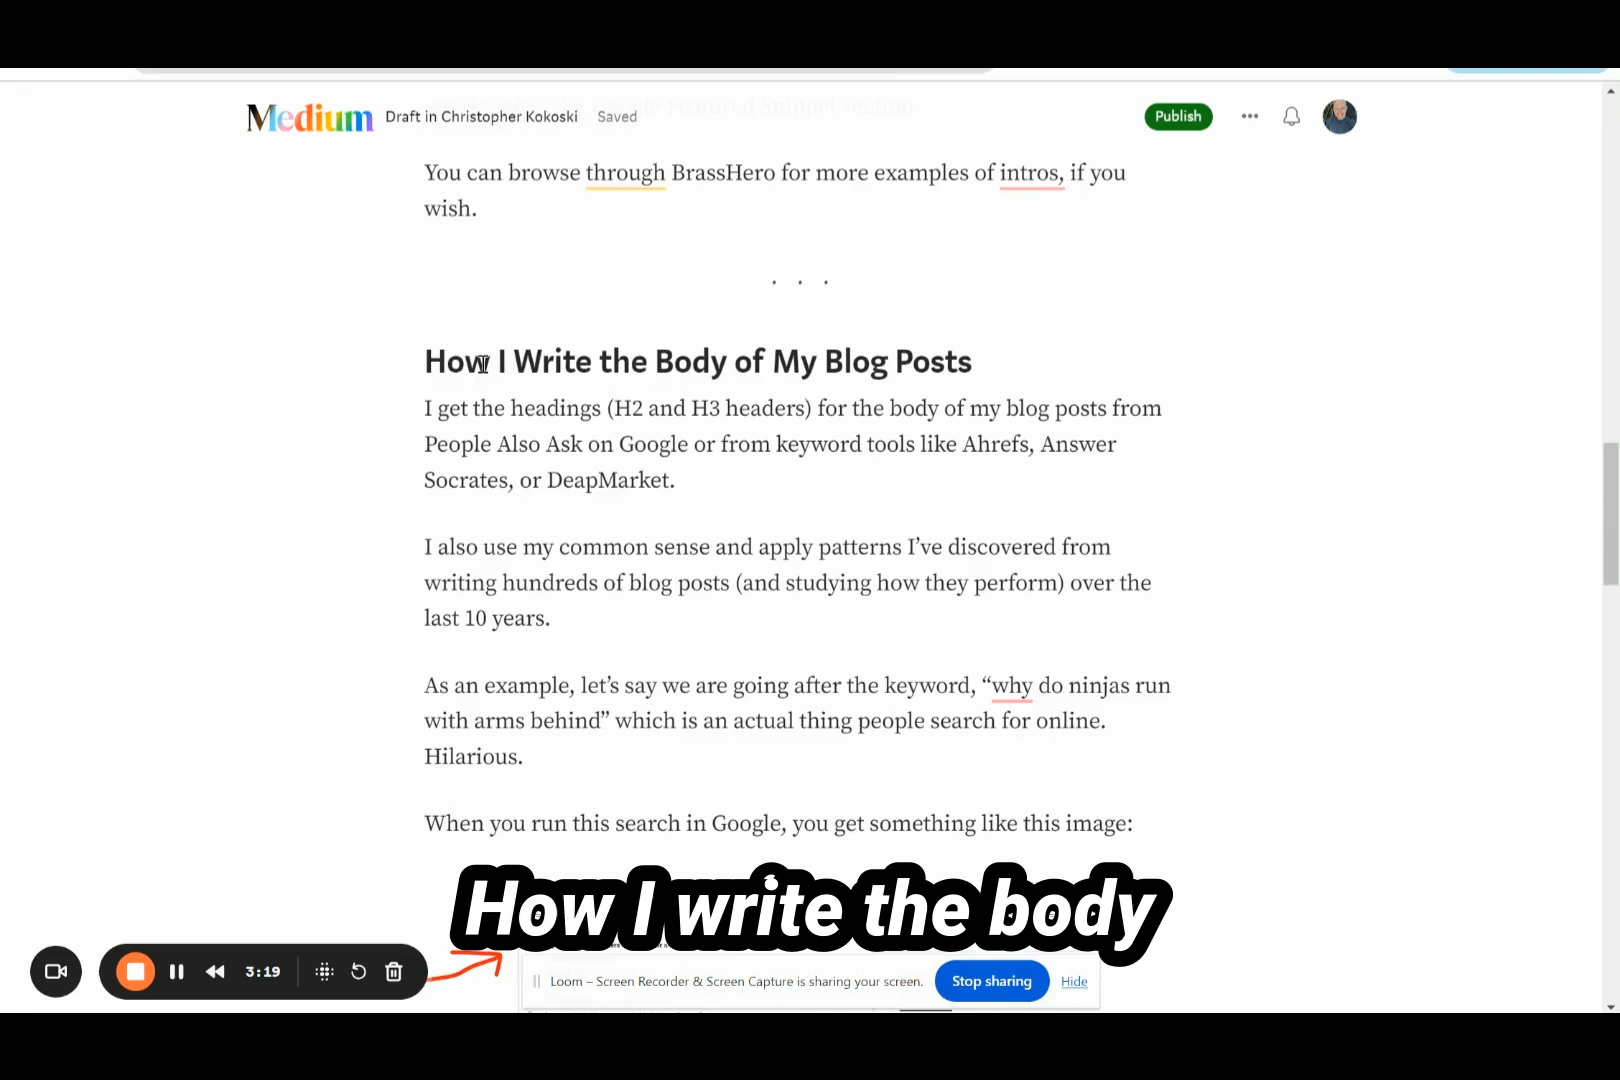 Google Featured Snippet section.
Medium
Draft in Christopher Kokoski
Saved
Publish
You can browse through BrassHero for more examples of intros, if you
wish.
. . .
How I Write the Body of My Blog Posts
I get the headings (H2 and H3 headers) for the body of my blog posts from
People Also Ask on Google or from keyword tools like Ahrefs, Answer
Socrates, or DeapMarket.
I also use my common sense and apply patterns I’ve discovered from
writing hundreds of blog posts (and studying how they perform) over the
last 10 years.
As an example, let’s say we are going after the keyword, “why do ninjas run
with arms behind” which is an actual thing people search for online.
Hilarious.
When you run this search in Google, you get something like this image:
How I write the body
3:19
Loom – Screen Recorder & Screen Capture is sharing your screen.
Stop sharing
Hide